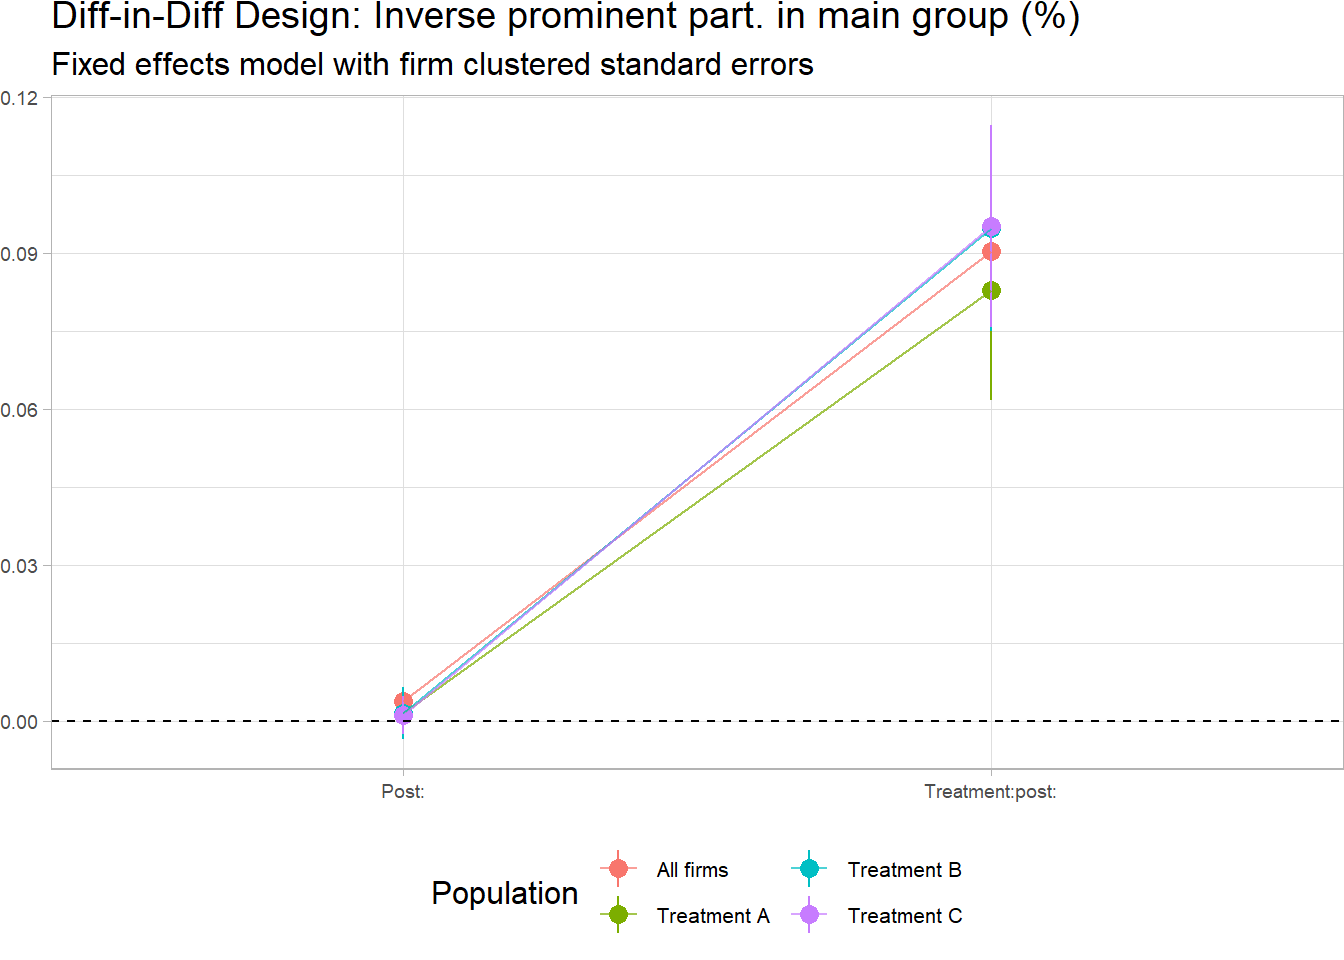 Diff-in-Diff Design: Inverse prominent part. in main group (%)
Fixed effects model with firm clustered standard errors
0.12
0.09
0.06
0.03
0.00
Post:
Treatment:post:
Population
All firms
Treatment B
Treatment A
Treatment C